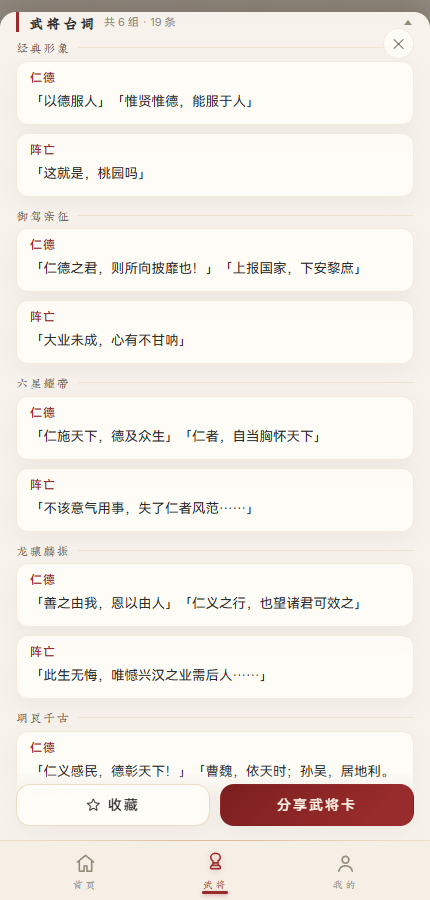 武将台词 共 6 组 · 19 条
经典形象
仁德
「以德服人」「惟贤惟德，能服于人」
阵亡
「这就是，桃园吗」
御驾亲征
仁德
「仁德之君，则所向披靡也！」「上报国家，下安黎庶」
阵亡
「大业未成，心有不甘呐」
六星耀帝
仁德
「仁施天下，德及众生」「仁者，自当胸怀天下」
阵亡
「不该意气用事，失了仁者风范……」
龙骧麟振
仁德
「善之由我，恩以由人」「仁义之行，也望诸君可效之」
阵亡
「此生无悔，唯憾兴汉之业需后人……」
明良千古
仁德
「仁义感民，德彰天下！」「曹魏，依天时；孙吴，居地利。
收藏
分享武将卡
首页
武将
我的